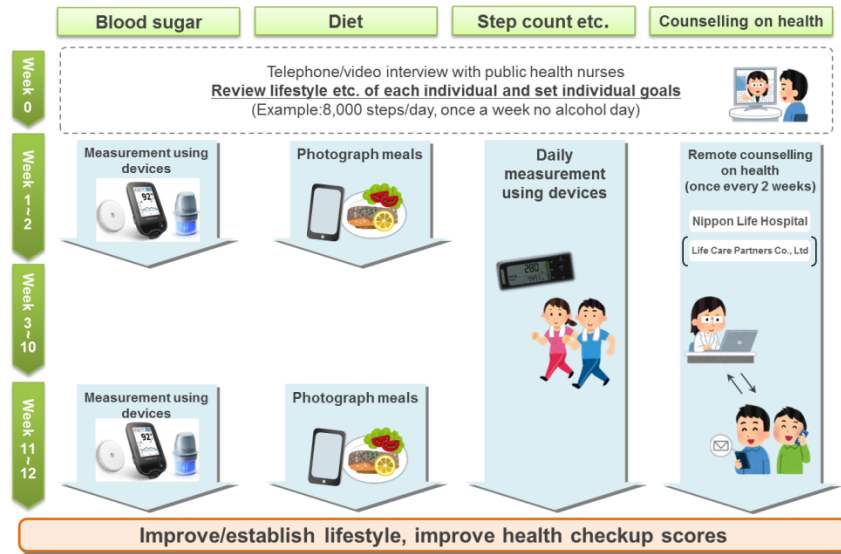 Blood sugar
Diet
Step count etc.
Counselling on health
Week 0
Telephone/video interview with public health nurses
Review lifestyle etc. of each individual and set individual goals
(Example:8,000 steps/day, once a week no alcohol day)
Week 1~2
Measurement using
devices
Photograph meals
Daily
measurement
using devices
Remote counselling
on health
(once every 2 weeks)
Nippon Life Hospital
Life Care Partners Co., Ltd
92
280
Week 3~10
Week 11~12
Measurement using
devices
Photograph meals
92
Improve/establish lifestyle, improve health checkup scores